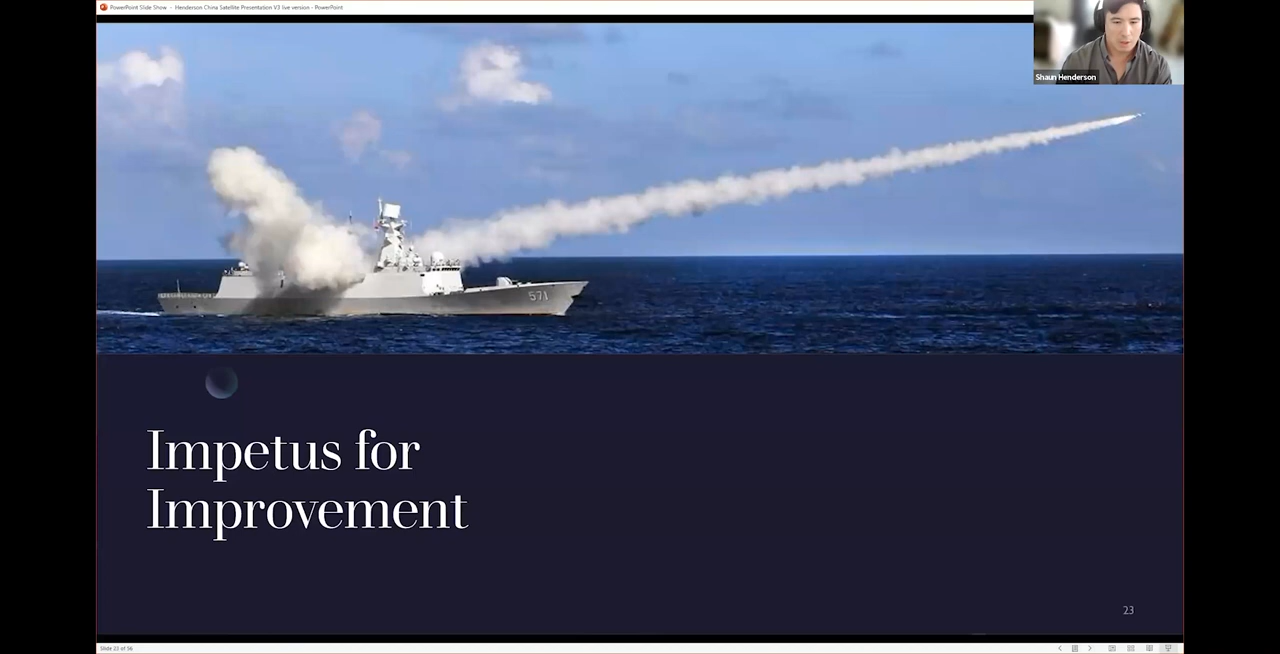 PowerPoint Slide Show - Henderson China Satellite Presentation V3 live version - PowerPoint
Shaun Henderson
571
Impetus for
Improvement
23
Slide 23 of 56